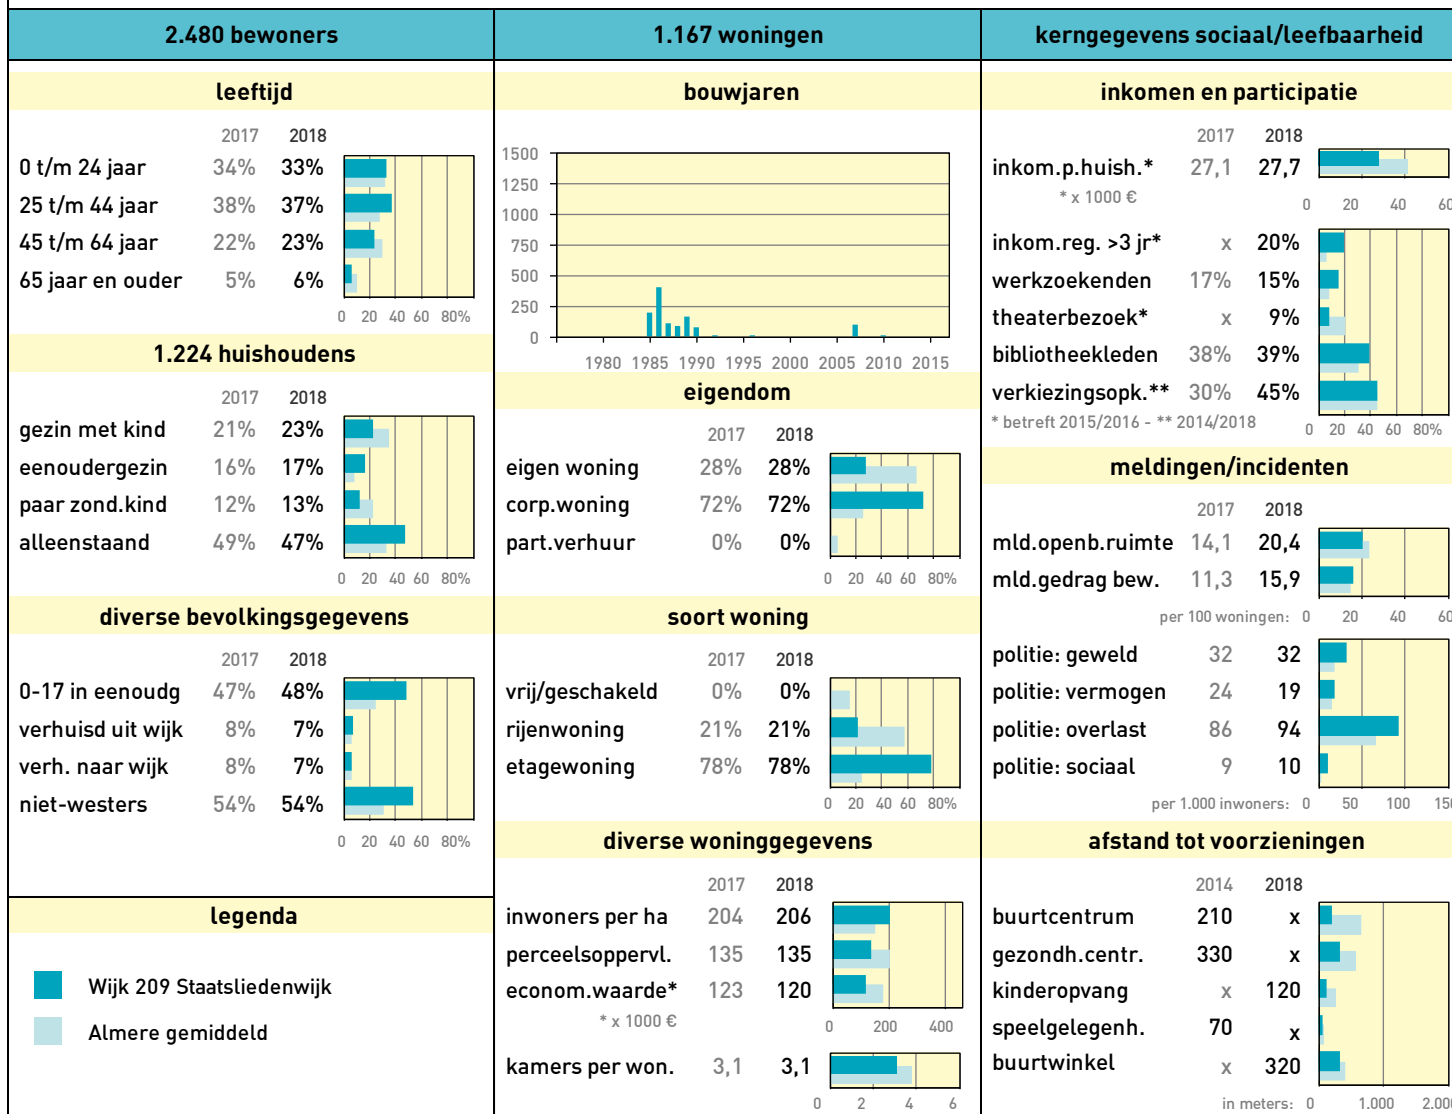 2.480 bewoners
leeftijd
2017 2018
0 t/m 24 jaar 34% 33%
25 t/m 44 jaar 38% 37%
45 t/m 64 jaar 22% 23%
65 jaar en ouder 5% 6%
0 20 40 60 80%
1.224 huishoudens
2017 2018
gezin met kind 21% 23%
eenoudergezin 16% 17%
paar zond.kind 12% 13%
alleenstaand 49% 47%
0 20 40 60 80%
diverse bevolkingsgegevens
2017 2018
0-17 in eenoudg 47% 48%
verhuisd uit wijk 8% 7%
verh. naar wijk 8% 7%
niet-westers 54% 54%
0 20 40 60 80%
legenda
Wijk 209 Staatsliedenwijk
Almere gemiddeld
1.167 woningen
bouwjaren
1500
1250
1000
750
500
250
0
1980 1985 1990 1995 2000 2005 2010 2015
eigendom
2017 2018
eigen woning 28% 28%
corp.woning 72% 72%
part.verhuur 0% 0%
0 20 40 60 80%
soort woning
2017 2018
vrij/geschakeld 0% 0%
rijenwoning 21% 21%
etagewoning 78% 78%
0 20 40 60 80%
diverse woninggegevens
2017 2018
inwoners per ha 204 206
perceelsoppervl. 135 135
econom.waarde* 123 120
* x 1000 €
0 200 400
kamers per won. 3,1 3,1
0 2 4 6
kerngegevens sociaal/leefbaarheid
inkomen en participatie
2017 2018
inkom.p.huish.* 27,1 27,7
* x 1000 €
0 20 40 60
inkom.reg. >3 jr* x 20%
werkzoekenden 17% 15%
theaterbezoek* x 9%
bibliotheekleden 38% 39%
verkiezingsopk.** 30% 45%
* betreft 2015/2016 - ** 2014/2018
0 20 40 60 80%
meldingen/incidenten
2017 2018
mld.openb.ruimte 14,1 20,4
mld.gedrag bew. 11,3 15,9
per 100 woningen: 0 20 40 60
politie: geweld 32 32
politie: vermogen 24 19
politie: overlast 86 94
politie: sociaal 9 10
per 1.000 inwoners: 0 50 100 150
afstand tot voorzieningen
2014 2018
buurtcentrum 210 x
gezondh.centr. 330 x
kinderopvang x 120
speelgelegenh. 70 x
buurtwinkel x 320
in meters: 0 1.000 2.000